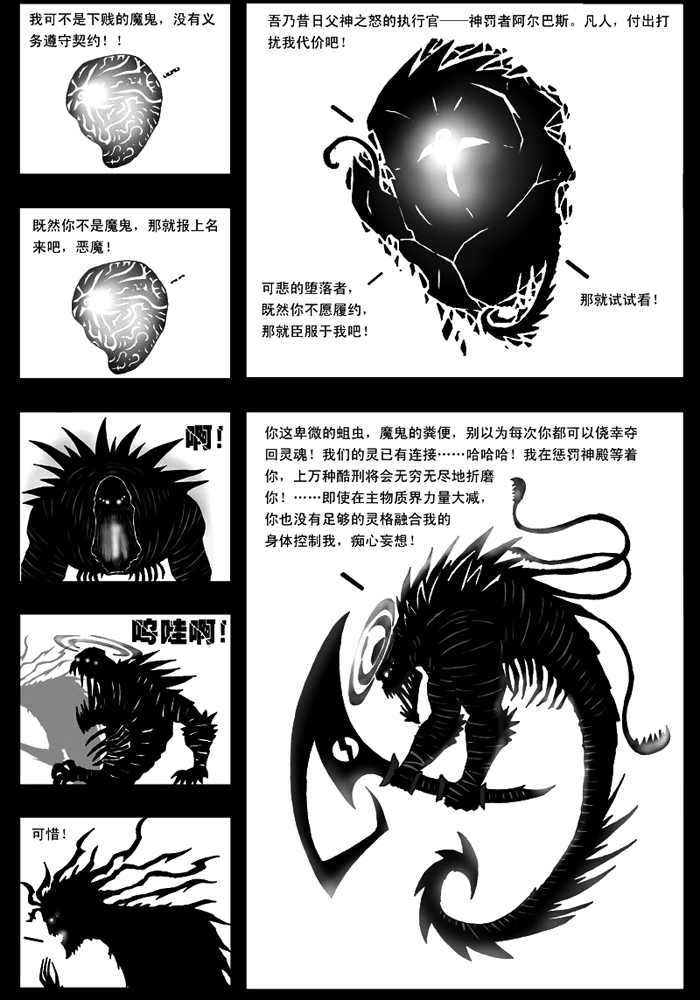 我可不是下贱的魔鬼，没有义
务遵守契约！！
既然你不是魔鬼，那就报上名
来吧，恶魔！
吾乃昔日父神之怒的执行官——神罚者阿尔巴斯。凡人，付出打
扰我代价吧！
可悲的堕落者，
既然你不愿履约，
那就臣服于我吧！
那就试试看！
啊！
呜哇啊！
可惜！
你这卑微的蛆虫，魔鬼的粪便，别以为每次你都可以侥幸夺
回灵魂！我们的灵已有连接……哈哈哈！我在惩罚神殿等着
你，上万种酷刑将会无穷无尽地折磨
你！……即使在主物质界力量大减，
你也没有足够的灵格融合我的
身体控制我，痴心妄想！